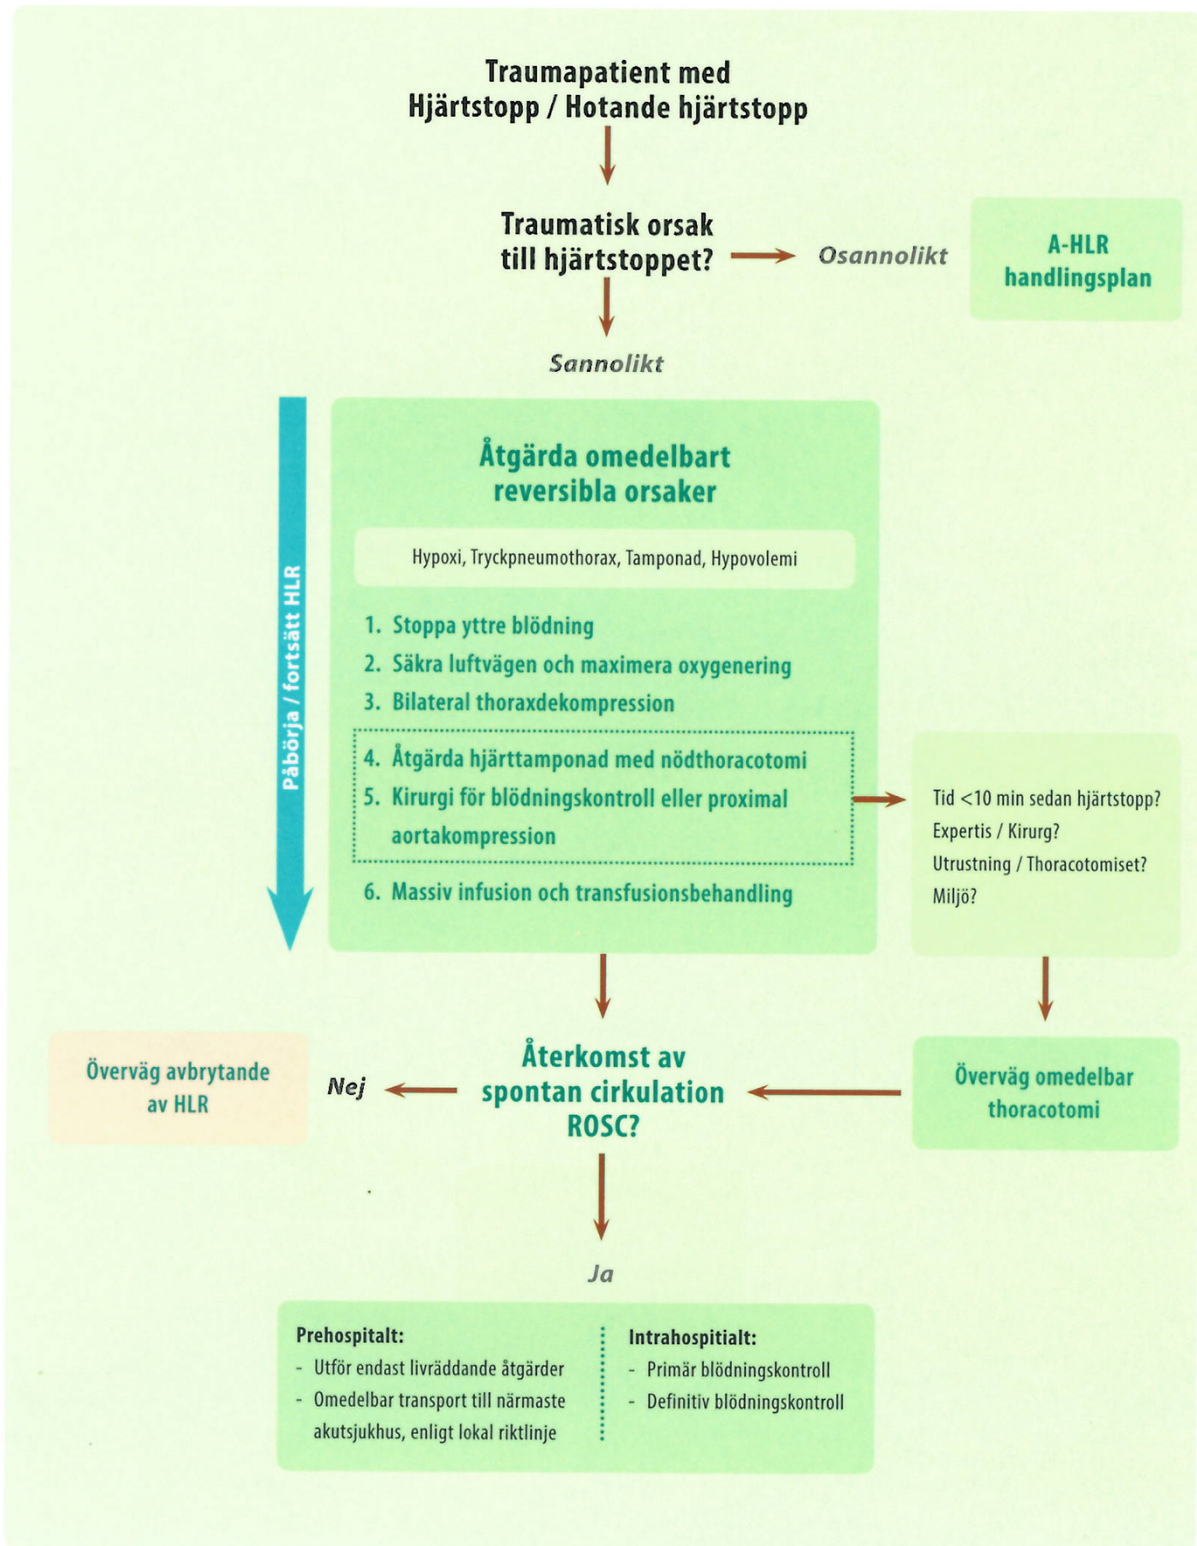 Traumapatient med
Hjärtstopp / Hotande hjärtstopp
Traumatisk orsak
till hjärtstoppet?
Osannolikt
A-HLR
handlingsplan
Sannolikt
Påbörja / fortsätt HLR
Åtgärda omedelbart
reversibla orsaker
Hypoxi, Tryckpneumothorax, Tamponad, Hypovolemi
1. Stoppa yttre blödning
2. Säkra luftvägen och maximera oxygenering
3. Bilateral thoraxdekompression
4. Åtgärda hjärttamponad med nödthoracotomi
5. Kirurgi för blödningskontroll eller proximal
aortakompression
6. Massiv infusion och transfusionsbehandling
Tid <10 min sedan hjärtstopp?
Expertis / Kirurg?
Utrustning / Thoracotomiset?
Miljö?
Överväg omedelbar
thoracotomi
Återkomst av
spontan cirkulation
ROSC?
Nej
Överväg avbrytande
av HLR
Ja
Prehospitalt:
- Utför endast livräddande åtgärder
- Omedelbar transport till närmaste
akutsjukhus, enligt lokal riktlinje
Intrahospitialt:
- Primär blödningskontroll
- Definitiv blödningskontroll